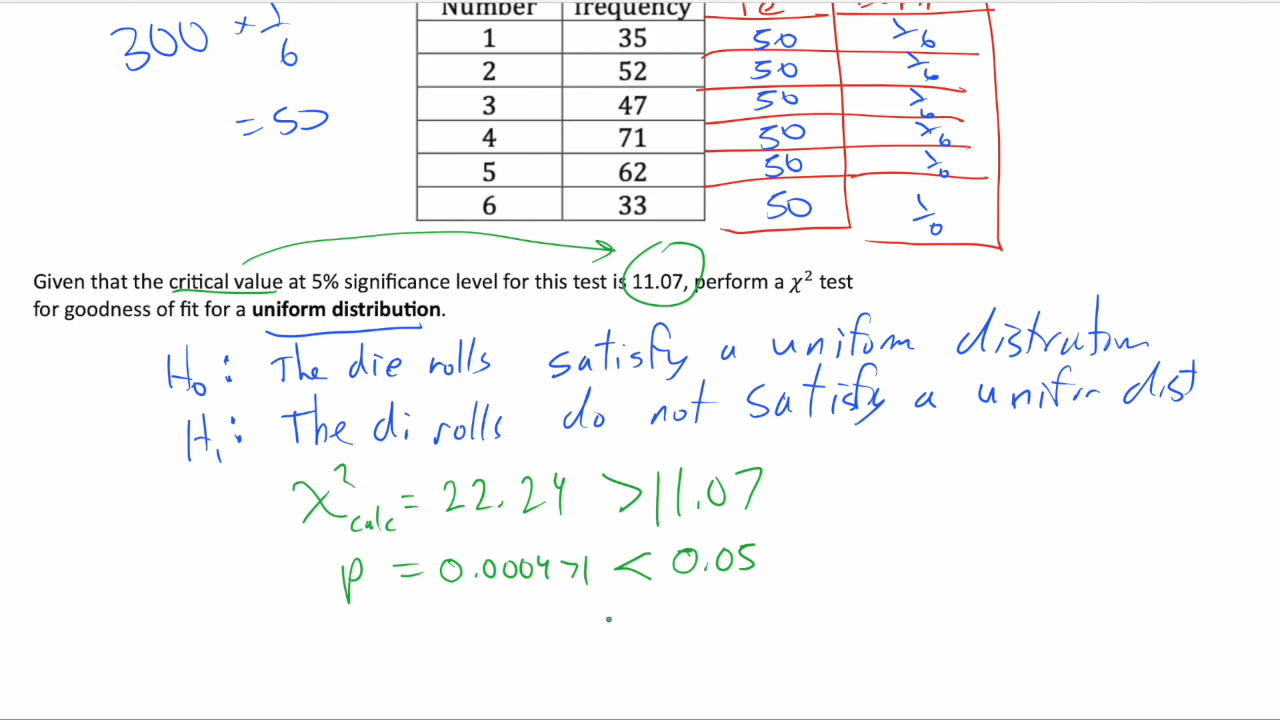 300 × 1/6
= 50
Number frequency fe
1 35 50 1/6
2 52 50 1/6
3 47 50 1/6
4 71 50 1/6
5 62 50 1/6
6 33 50 1/6
Given that the critical value at 5% significance level for this test is 11.07, perform a χ² test
for goodness of fit for a uniform distribution.
H₀: The die rolls satisfy a uniform distrutom
H₁: The di rolls do not satisfy a unifor dist
χ²calc = 22.24 > 11.07
p = 0.000471 < 0.05